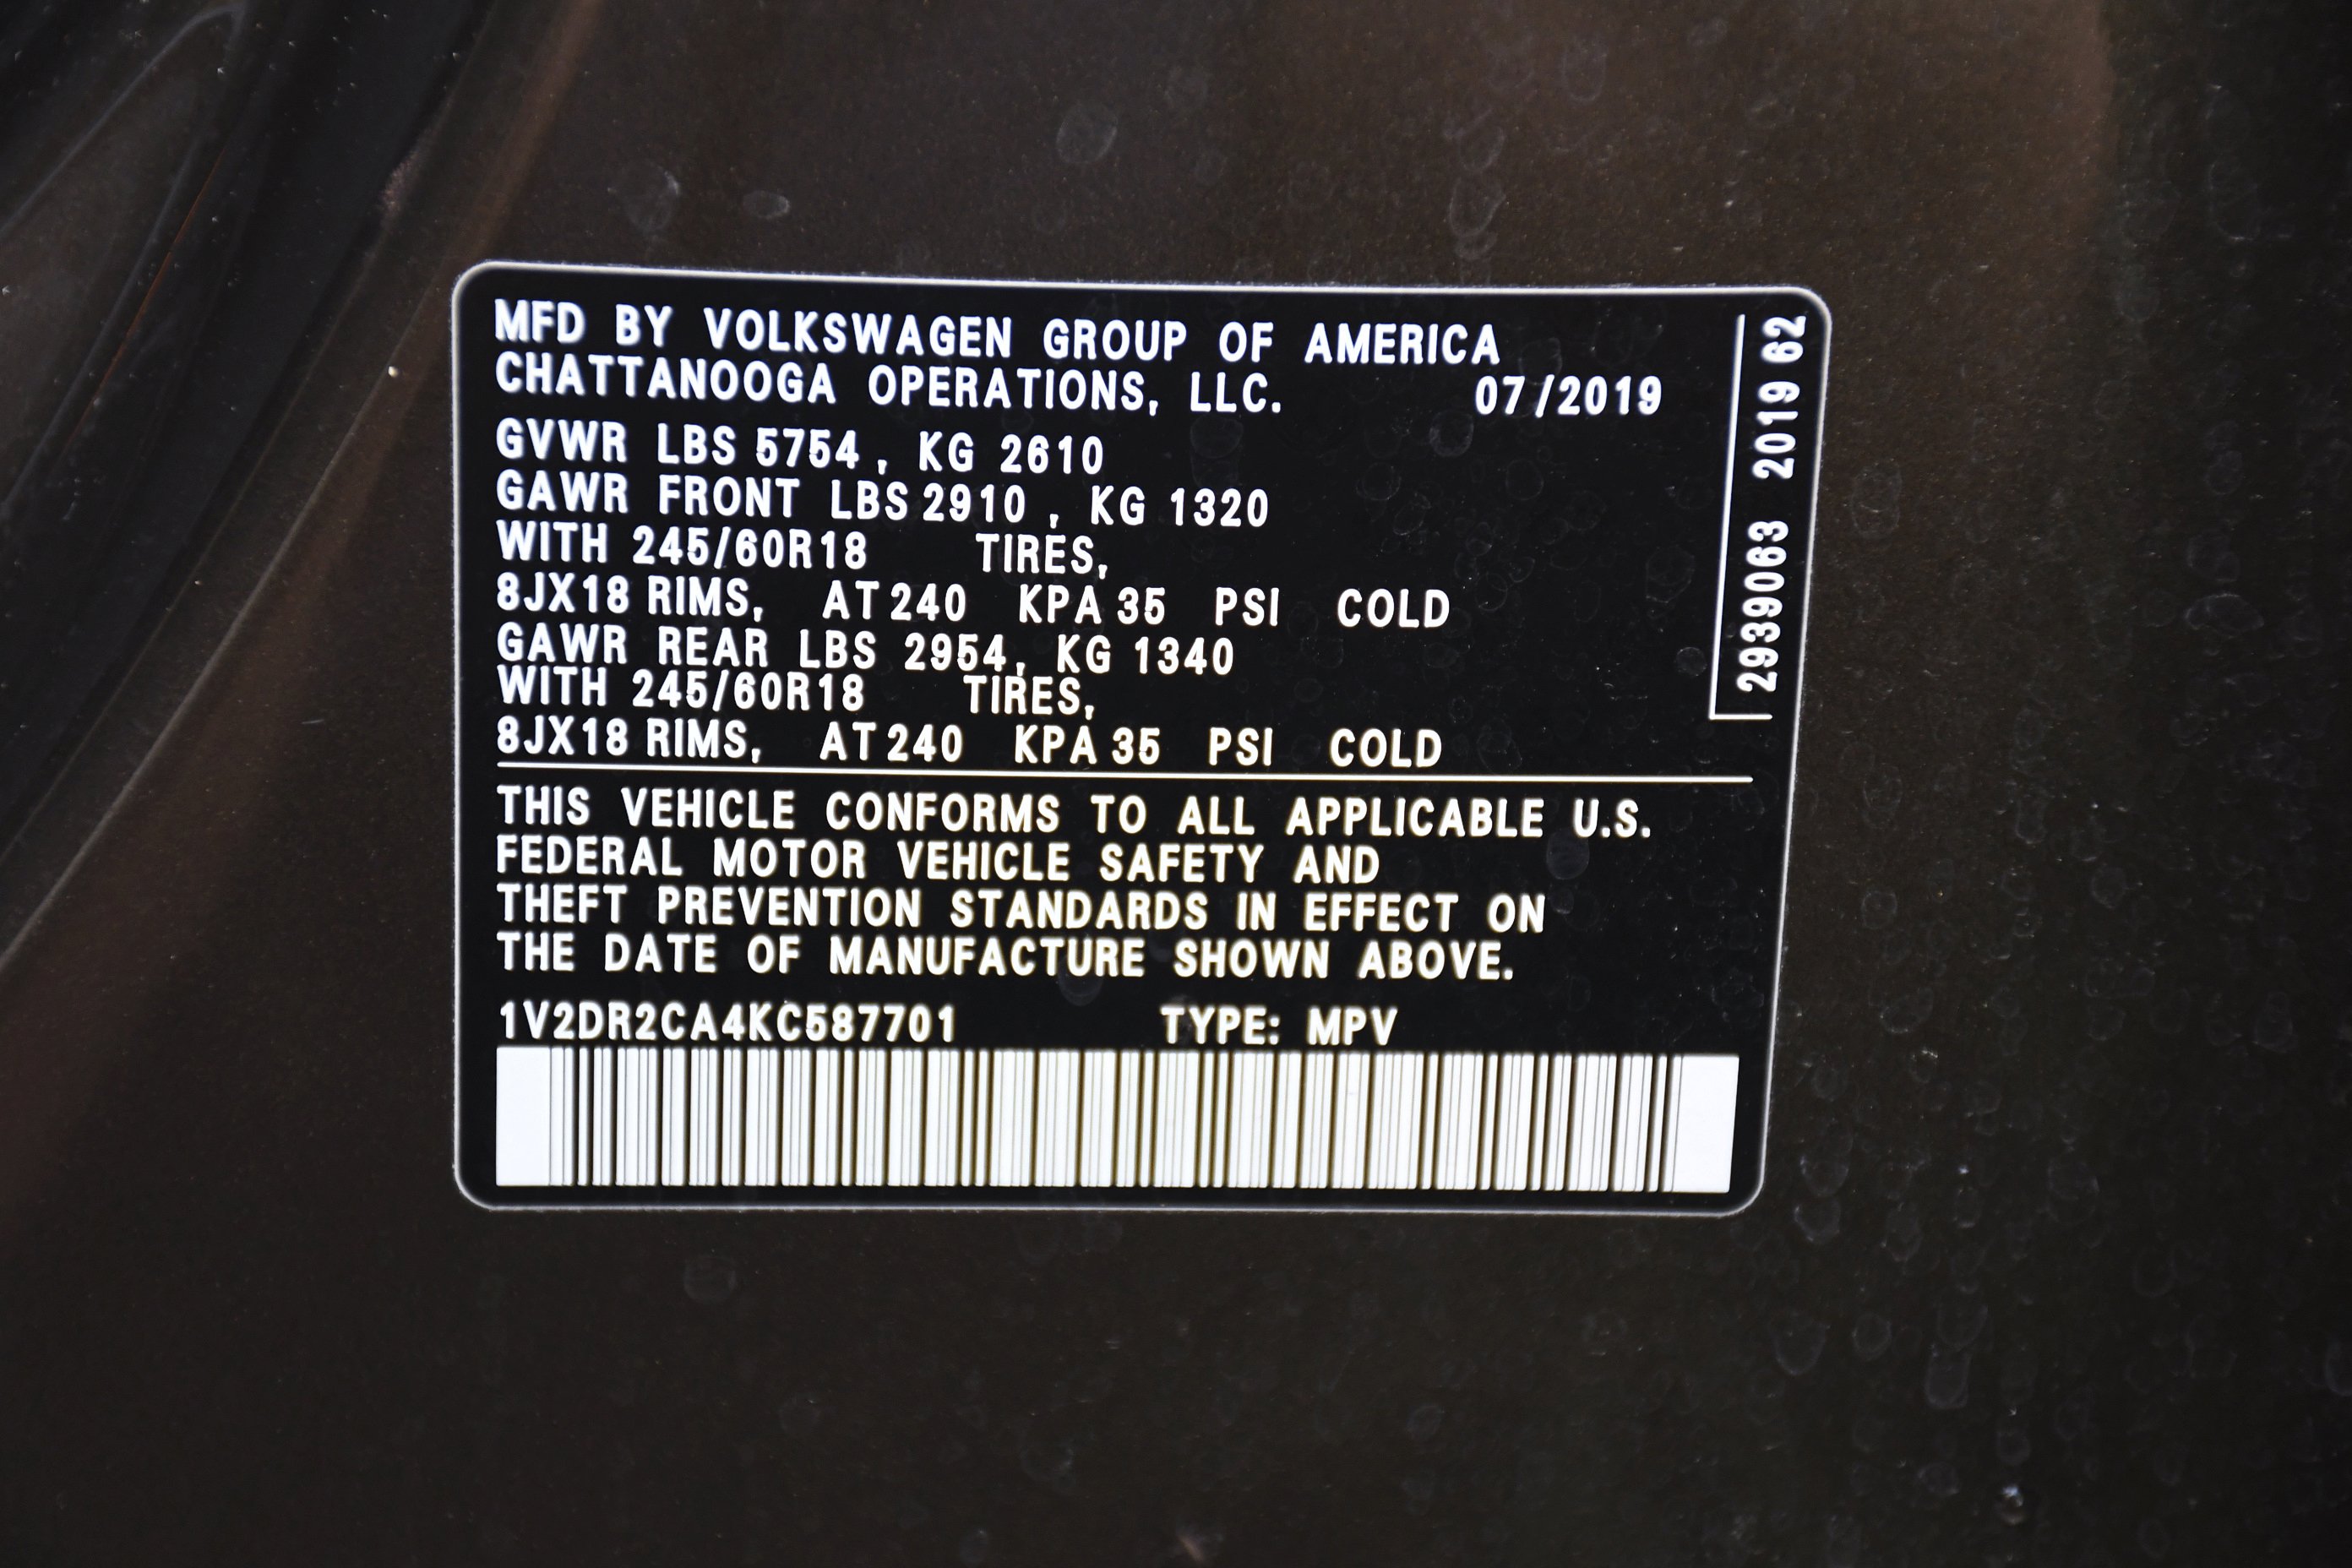 MFD BY VOLKSWAGEN GROUP OF AMERICA
CHATTANOOGA OPERATIONS, LLC. 07/2019
GVWR LBS 5754, KG 2610
GAWR FRONT LBS 2910, KG 1320
WITH 245/60R18 TIRES,
8JX18 RIMS, AT 240 KPA 35 PSI COLD
GAWR REAR LBS 2954, KG 1340
WITH 245/60R18 TIRES,
8JX18 RIMS, AT 240 KPA 35 PSI COLD
THIS VEHICLE CONFORMS TO ALL APPLICABLE U.S.
FEDERAL MOTOR VEHICLE SAFETY AND
THEFT PREVENTION STANDARDS IN EFFECT ON
THE DATE OF MANUFACTURE SHOWN ABOVE.
1V2DR2CA4KC587701 TYPE: MPV
2939063 2019 62